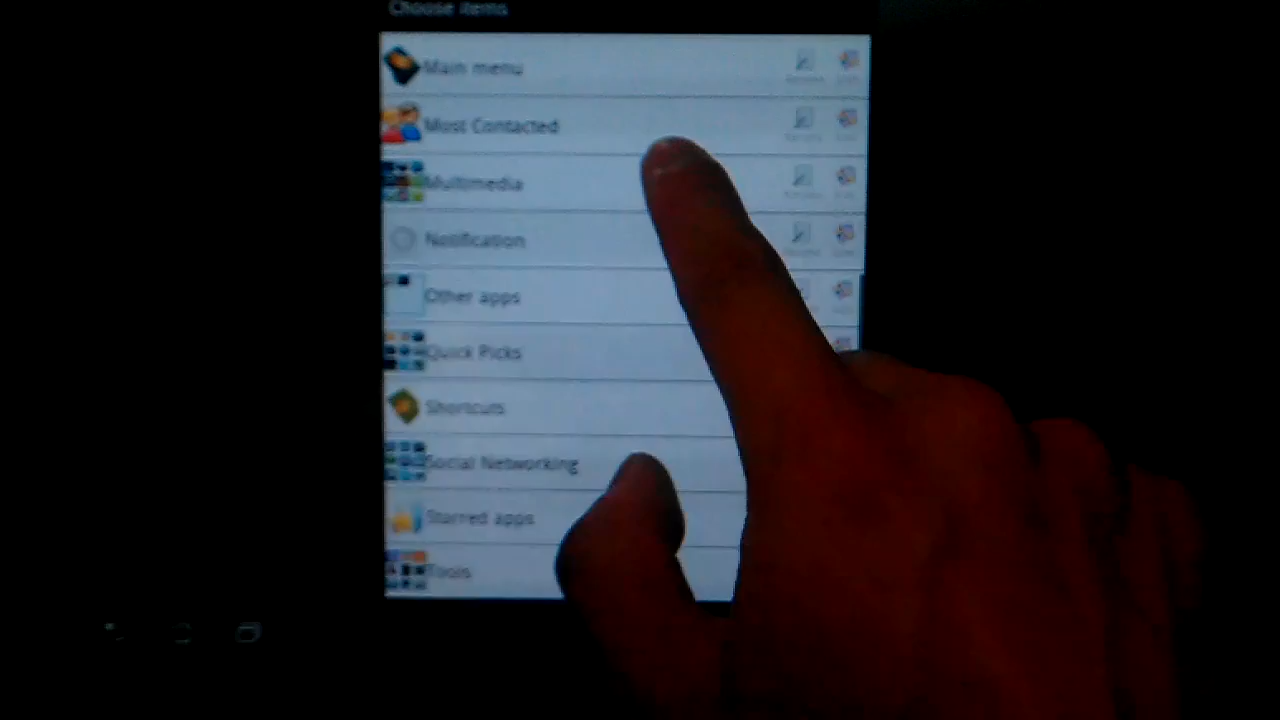 Choose items
Main menu
Most Contacted
Multimedia
Notification
Other apps
Quick Picks
Shortcuts
Social Networking
Starred apps
Tools